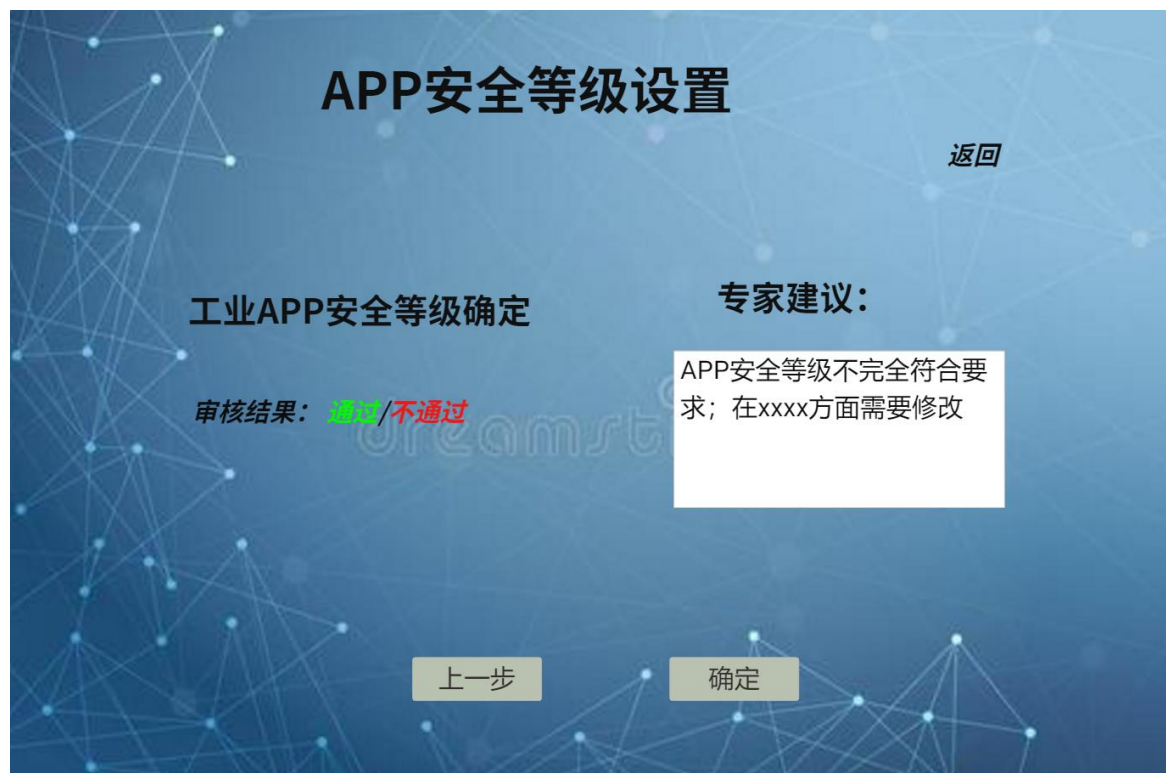 APP安全等级设置
返回
工业APP安全等级确定
专家建议：
APP安全等级不完全符合要
求；在xxxx方面需要修改
审核结果：通过/不通过
上一步
确定